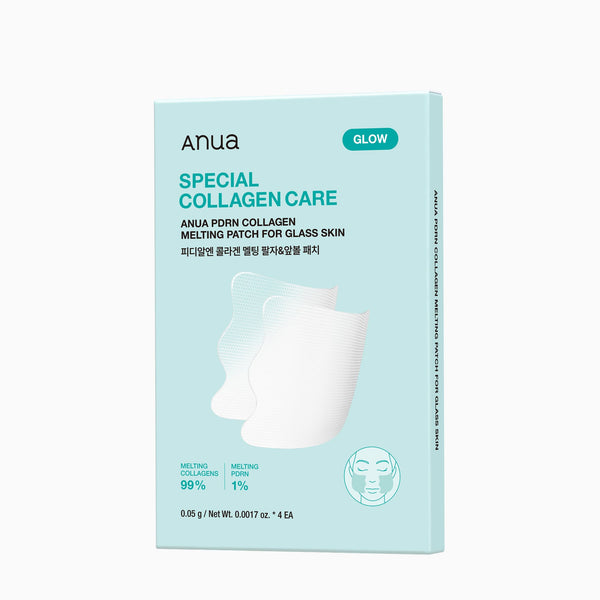 Anua
GLOW
SPECIAL
COLLAGEN CARE
ANUA PDRN COLLAGEN
MELTING PATCH FOR GLASS SKIN
피디알엔 콜라겐 멜팅 팔자&앞볼 패치
MELTING
COLLAGENS
99%
MELTING
PDRN
1%
0.05 g / Net Wt. 0.0017 oz. * 4 EA
ANUA PDRN COLLAGEN MELTING PATCH FOR GLASS SKIN